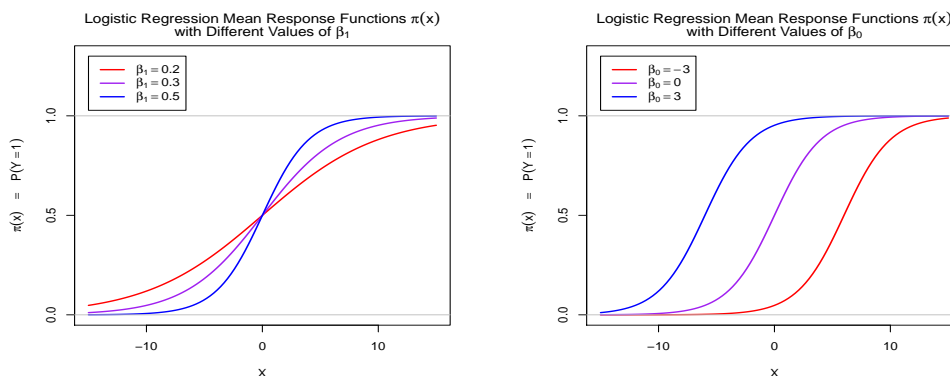 Logistic Regression Mean Response Functions π(x)
with Different Values of β₁
β₁ = 0.2
β₁ = 0.3
β₁ = 0.5
π(x) = P(Y = 1)
1.0
0.5
0.0
−10 0 10
x
Logistic Regression Mean Response Functions π(x)
with Different Values of β₀
β₀ = −3
β₀ = 0
β₀ = 3
π(x) = P(Y = 1)
1.0
0.5
0.0
−10 0 10
x